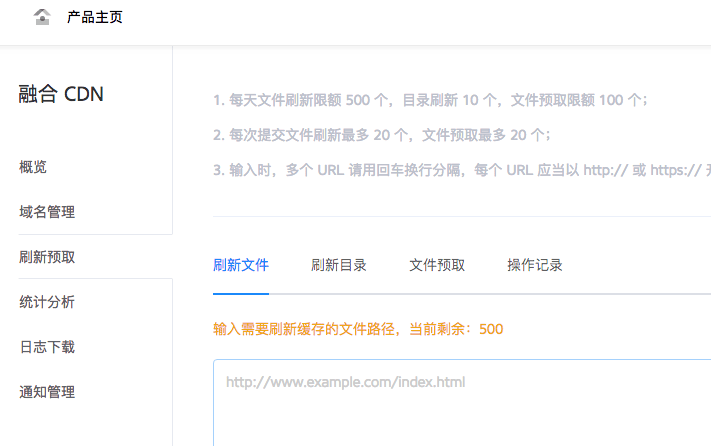 产品主页
融合 CDN
概览
域名管理
刷新预取
统计分析
日志下载
通知管理
1. 每天文件刷新限额 500 个，目录刷新 10 个，文件预取限额 100 个；
2. 每次提交文件刷新最多 20 个，文件预取最多 20 个；
3. 输入时，多个 URL 请用回车换行分隔，每个 URL 应当以 http:// 或 https://
刷新文件 刷新目录 文件预取 操作记录
输入需要刷新缓存的文件路径，当前剩余：500
http://www.example.com/index.html